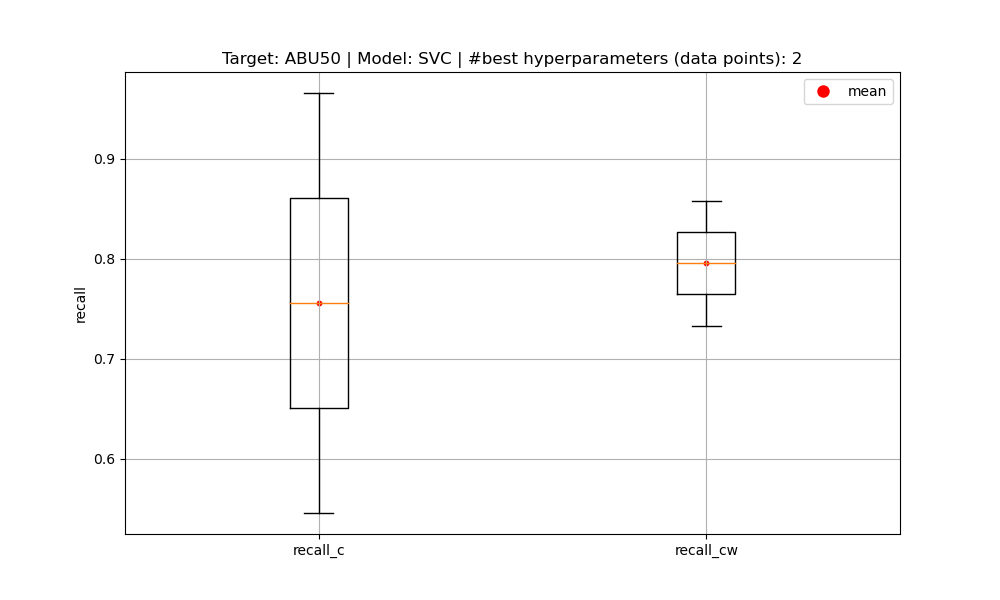 Target: ABU50 | Model: SVC | #best hyperparameters (data points): 2
mean
0.9
0.8
0.7
0.6
recall
recall_c
recall_cw